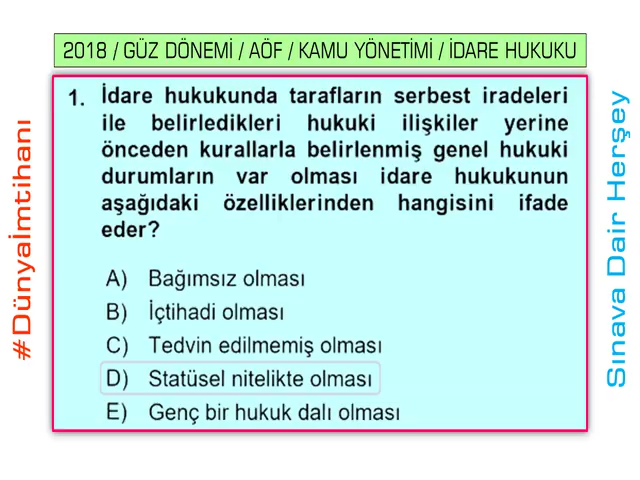 2018 / GÜZ DÖNEMİ / AÖF / KAMU YÖNETİMİ / İDARE HUKUKU
1. İdare hukukunda tarafların serbest iradeleri
ile belirledikleri hukuki ilişkiler yerine
önceden kurallarla belirlenmiş genel hukuki
durumların var olması idare hukukunun
aşağıdaki özelliklerinden hangisini ifade
eder?
A) Bağımsız olması
B) İçtihadi olması
C) Tedvin edilmemiş olması
D) Statüsel nitelikte olması
E) Genç bir hukuk dalı olması
#Dünyaİmtihanı
Sınava Dair Herşey